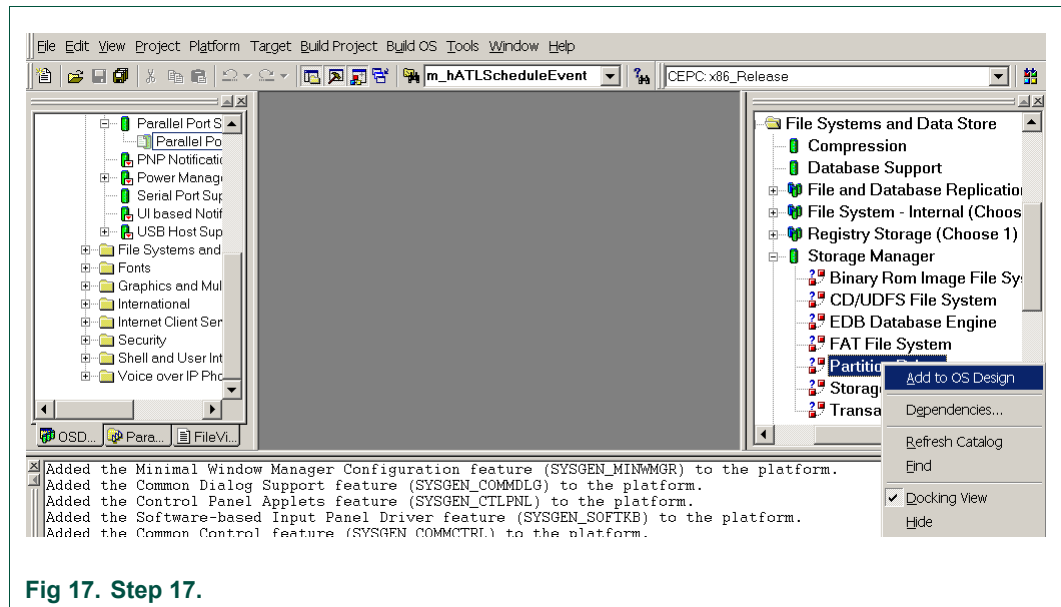 File Edit View Project Platform Target Build Project Build OS Tools Window Help
m_hATLScheduleEvent CEPC: x86_Release
Parallel Port S
Parallel Po
PNP Notificati
Power Manag
Serial Port Sup
UI based Notif
USB Host Sup
File Systems and
Fonts
Graphics and Mul
International
Internet Client Ser
Security
Shell and User Int
Voice over IP Pho
OSD... Para... FileVi...
File Systems and Data Store
Compression
Database Support
File and Database Replication
File System - Internal (Choos
Registry Storage (Choose 1)
Storage Manager
Binary Rom Image File Sy
CD/UDFS File System
EDB Database Engine
FAT File System
Partition
Storag
Transa
Add to OS Design
Dependencies...
Refresh Catalog
Find
Docking View
Hide
Added the Minimal Window Manager Configuration feature (SYSGEN_MINWMGR) to the platform.
Added the Common Dialog Support feature (SYSGEN_COMMDLG) to the platform.
Added the Control Panel Applets feature (SYSGEN_CTLPNL) to the platform.
Added the Software-based Input Panel Driver feature (SYSGEN_SOFTKB) to the platform.
Added the Common Control feature (SYSGEN_COMMCTRL) to the platform.
Fig 17. Step 17.